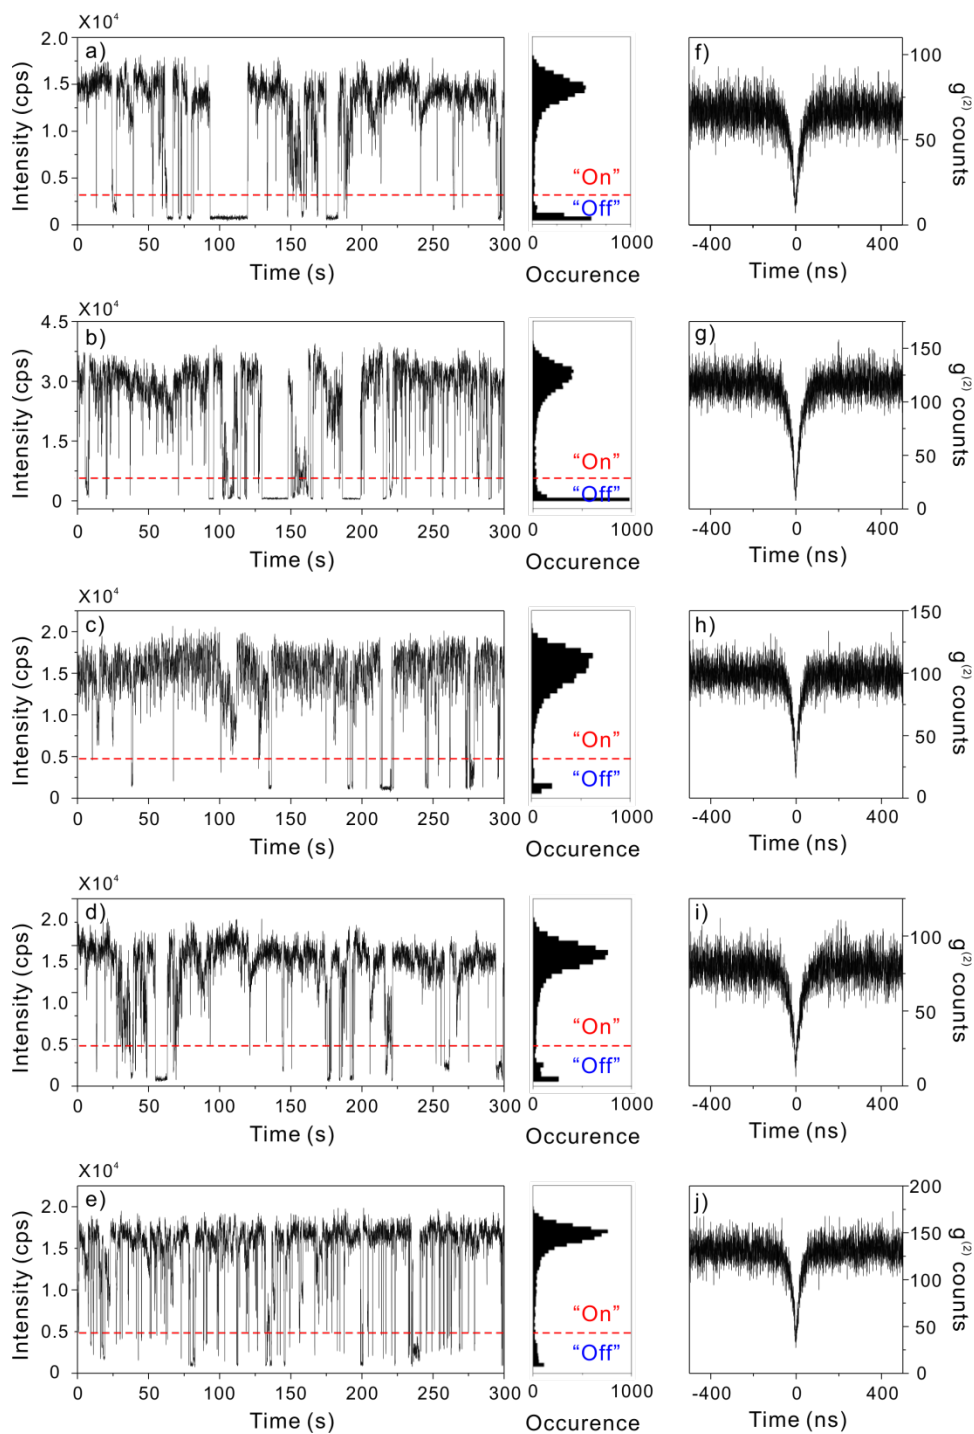 X10⁴
a)
Intensity (cps)
2.0
1.5
1.0
0.5
0
0 50 100 150 200 250 300
Time (s)
“On”
“Off”
0 1000
Occurence
f)
100
50
0
g⁽²⁾ counts
-400 0 400
Time (ns)
X10⁴
b)
Intensity (cps)
4.5
3.0
1.5
0
0 50 100 150 200 250 300
Time (s)
“On”
“Off”
0 1000
Occurence
g)
150
100
50
0
g⁽²⁾ counts
-400 0 400
Time (ns)
X10⁴
c)
Intensity (cps)
2.0
1.5
1.0
0.5
0
0 50 100 150 200 250 300
Time (s)
“On”
“Off”
0 1000
Occurence
h)
150
100
50
0
g⁽²⁾ counts
-400 0 400
Time (ns)
X10⁴
d)
Intensity (cps)
2.0
1.5
1.0
0.5
0
0 50 100 150 200 250 300
Time (s)
“On”
“Off”
0 1000
Occurence
i)
100
50
0
g⁽²⁾ counts
-400 0 400
Time (ns)
X10⁴
e)
Intensity (cps)
2.0
1.5
1.0
0.5
0
0 50 100 150 200 250 300
Time (s)
“On”
“Off”
0 1000
Occurence
j)
200
150
100
50
0
g⁽²⁾ counts
-400 0 400
Time (ns)